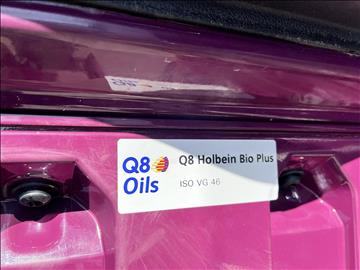 Q8 Oils
Q8 Holbein Bio Plus
ISO VG 46